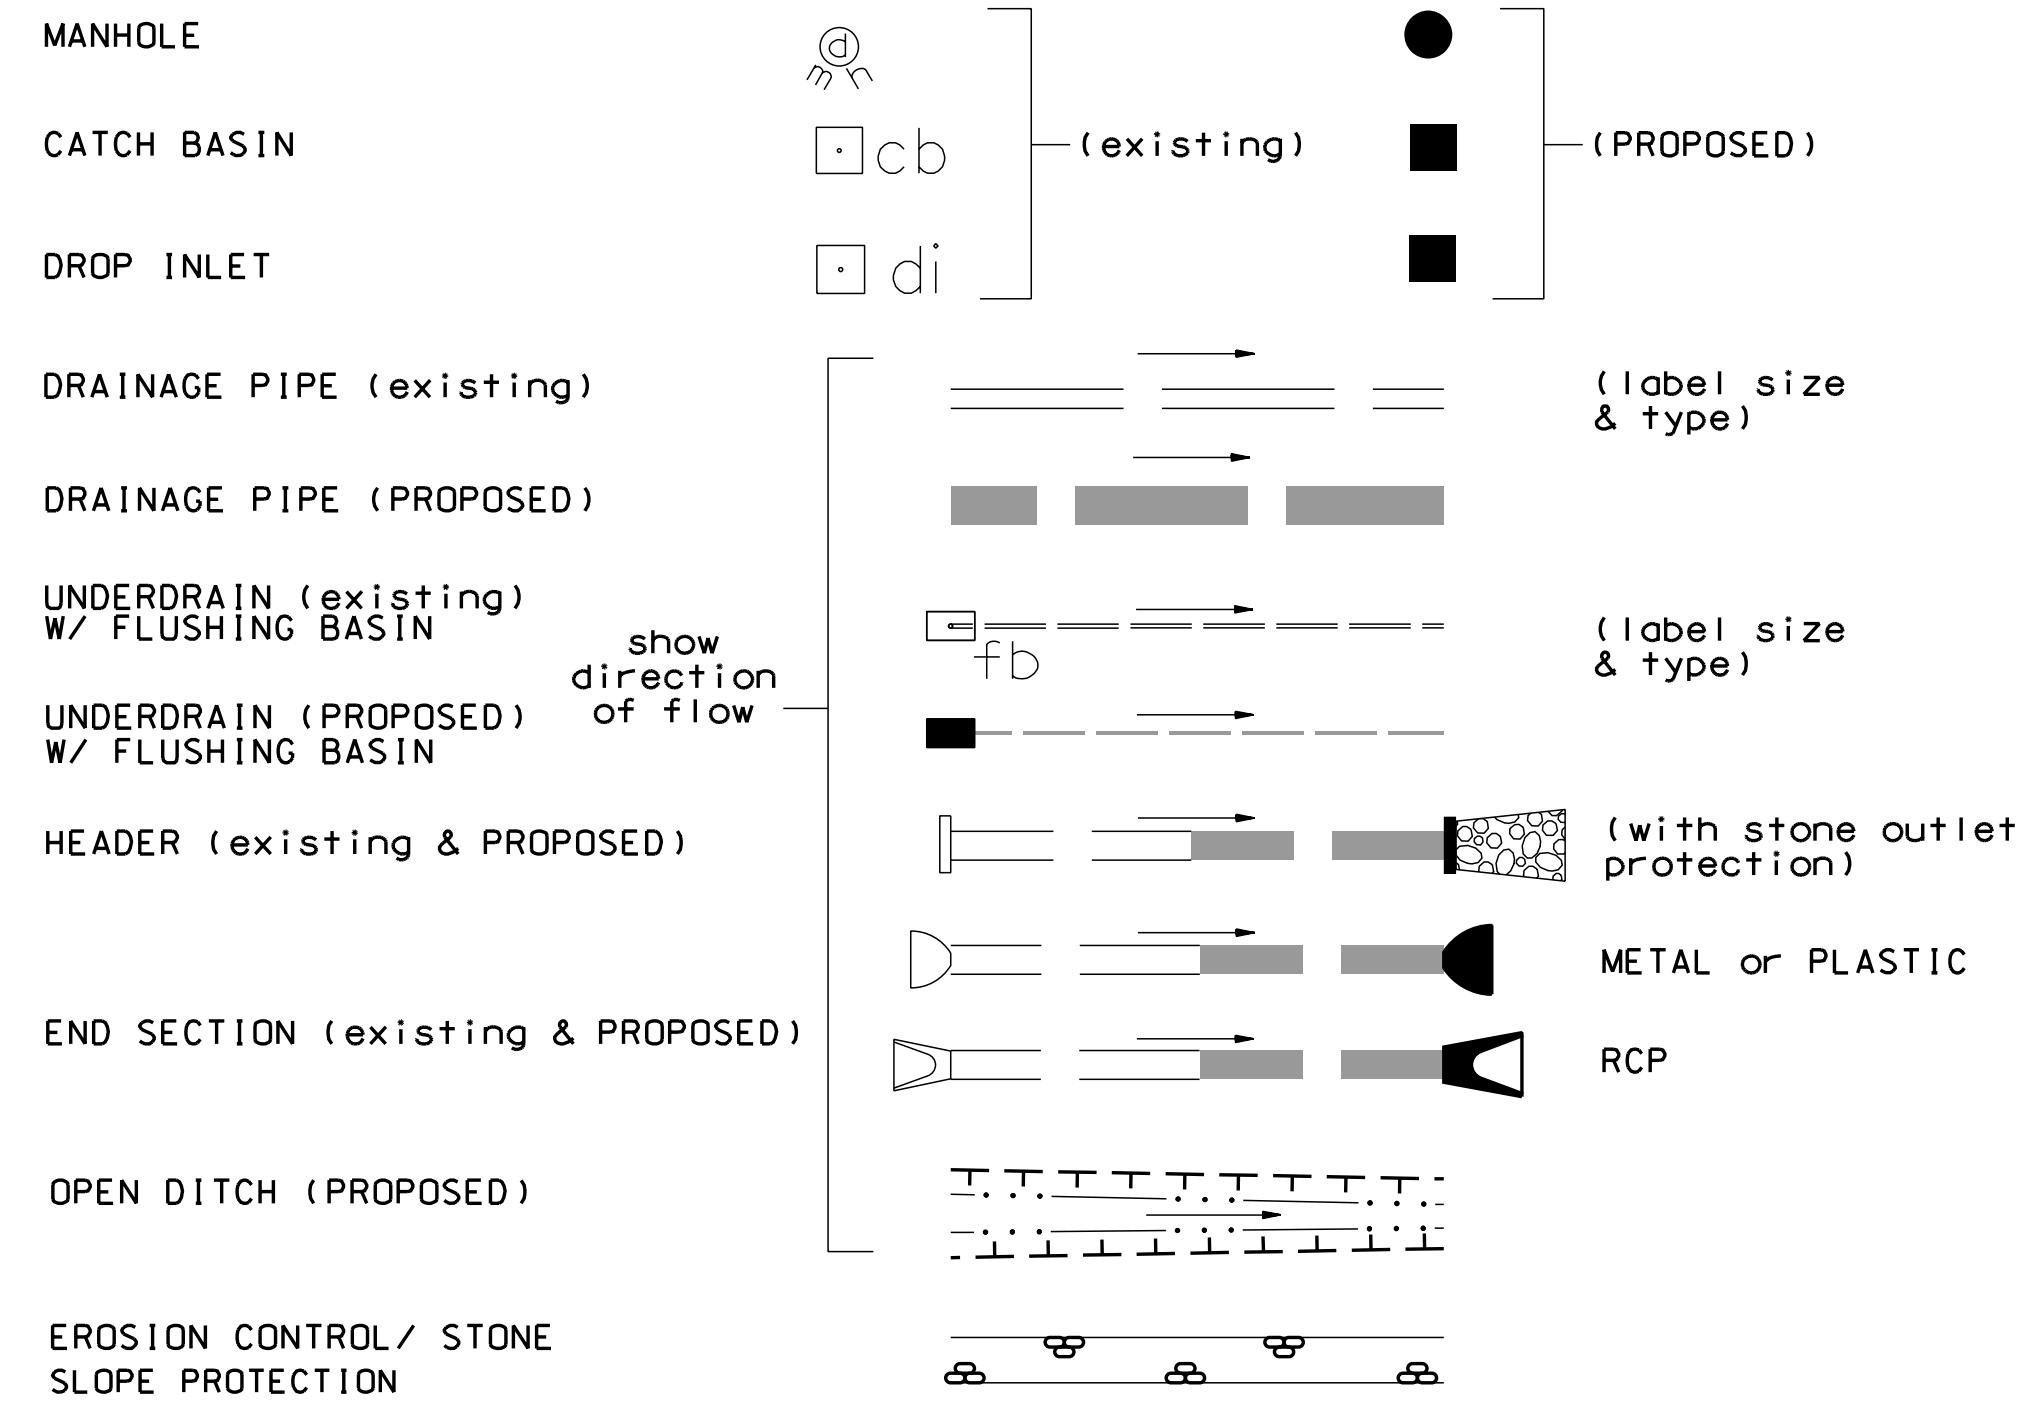 MANHOLE
d
mh
CATCH BASIN
cb
(existing)
(PROPOSED)
DROP INLET
di
DRAINAGE PIPE (existing)
(label size
& type)
DRAINAGE PIPE (PROPOSED)
UNDERDRAIN (existing)
W/ FLUSHING BASIN
fb
(label size
& type)
show
direction
of flow
UNDERDRAIN (PROPOSED)
W/ FLUSHING BASIN
HEADER (existing & PROPOSED)
(with stone outlet
protection)
METAL or PLASTIC
END SECTION (existing & PROPOSED)
RCP
OPEN DITCH (PROPOSED)
EROSION CONTROL/ STONE
SLOPE PROTECTION